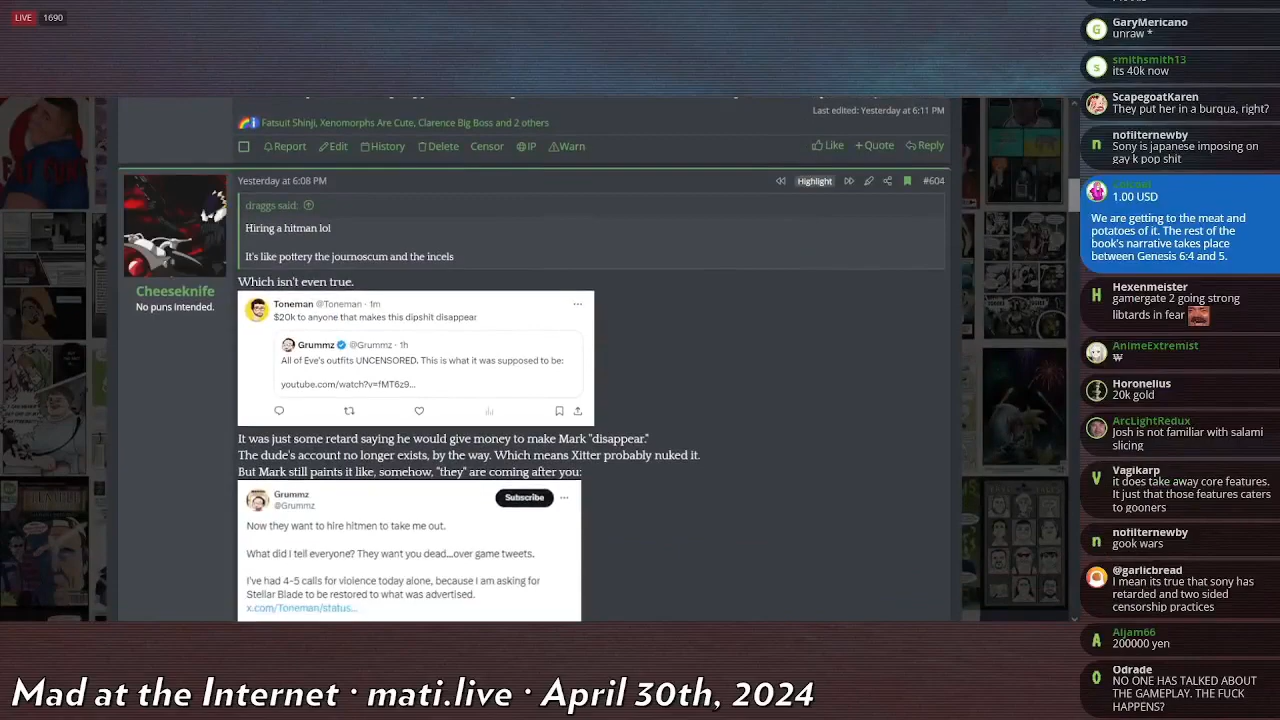 LIVE 1690
Last edited: Yesterday at 6:11 PM
Fatsuit Shinji, Xenomorphs Are Cute, Clarence Big Boss and 2 others
Report Edit History Delete Censor IP Warn
Like +Quote Reply
Yesterday at 6:08 PM
Highlight
#604
draggs said:
Hiring a hitman lol
It's like pottery the journoscum and the incels
Cheeseknife
No puns intended.
Which isn't even true.
Toneman @Toneman · 1m
$20k to anyone that makes this dipshit disappear
Grummz @Grummz · 1h
All of Eve's outfits UNCENSORED. This is what it was supposed to be:
youtube.com/watch?v=fMT6z9...
It was just some retard saying he would give money to make Mark "disappear."
The dude's account no longer exists, by the way. Which means Xitter probably nuked it.
But Mark still paints it like, somehow, "they" are coming after you:
Grummz
@Grummz
Subscribe
Now they want to hire hitmen to take me out.
What did I tell everyone? They want you dead...over game tweets.
I've had 4-5 calls for violence today alone, because I am asking for
Stellar Blade to be restored to what was advertised.
x.com/Toneman/status...
GaryMericano
unraw *
smithsmith13
its 40k now
ScapegoatKaren
They put her in a burqua, right?
nofilternewby
Sony is japanese imposing on
gay k pop shit
1.00 USD
We are getting to the meat and
potatoes of it. The rest of the
book's narrative takes place
between Genesis 6:4 and 5.
Hexenmeister
gamergate 2 going strong
libtards in fear
AnimeExtremist
₩
Horonelius
20k gold
ArcLightRedux
Josh is not familiar with salami
slicing
Vagikarp
it does take away core features.
It just that those features caters
to gooners
nofilternewby
gook wars
@garlicbread
I mean its true that sony has
retarded and two sided
censorship practices
Aljam66
200000 yen
Odrade
NO ONE HAS TALKED ABOUT
THE GAMEPLAY. THE FUCK
HAPPENS?
Mad at the Internet · mati.live · April 30th, 2024